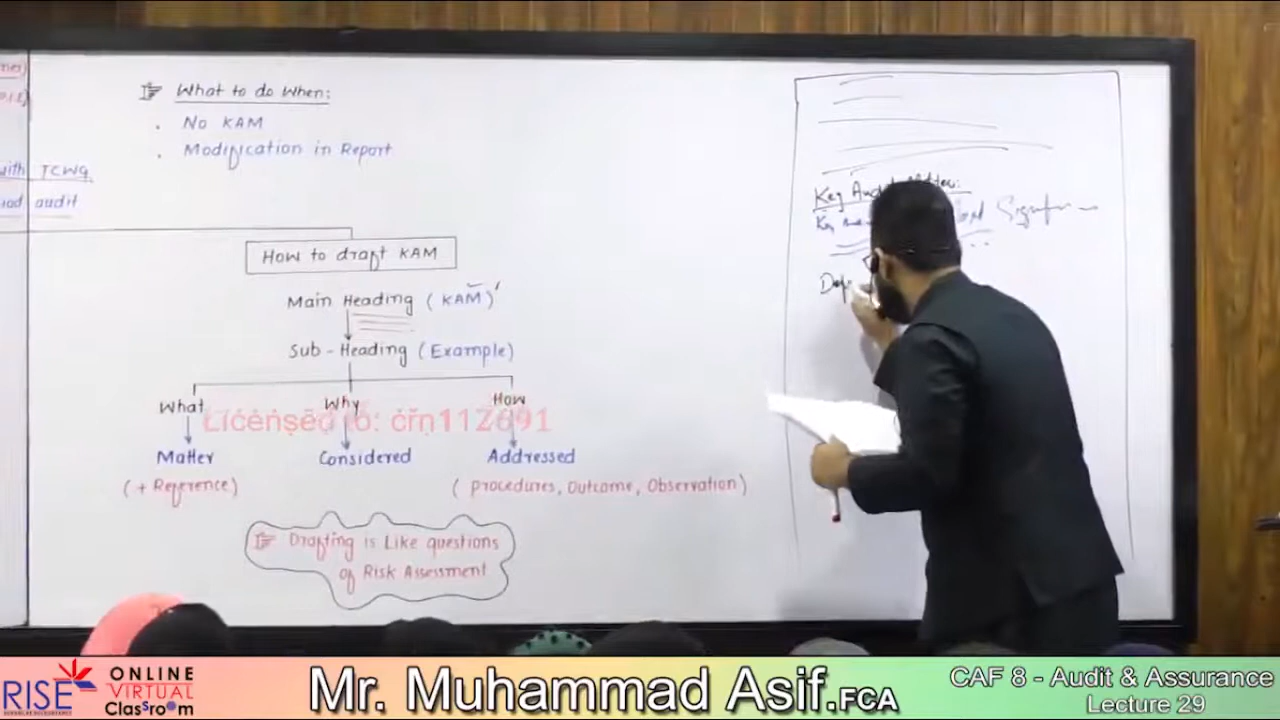 with TCWG
audit
What to do When:
. No KAM
. Modification in Report
How to draft KAM
Main Heading (KAM)
Sub-Heading (Example)
What
Why
How
Matter
Considered
Addressed
(+ Reference)
( procedures, Outcome, Observation)
Drafting is Like questions
of Risk Assessment
Key
Key
Licensed to: crn112691
RISE
ONLINE
VIRTUAL
Classroom
Mr. Muhammad Asif.FCA
CAF 8 - Audit & Assurance
Lecture 29